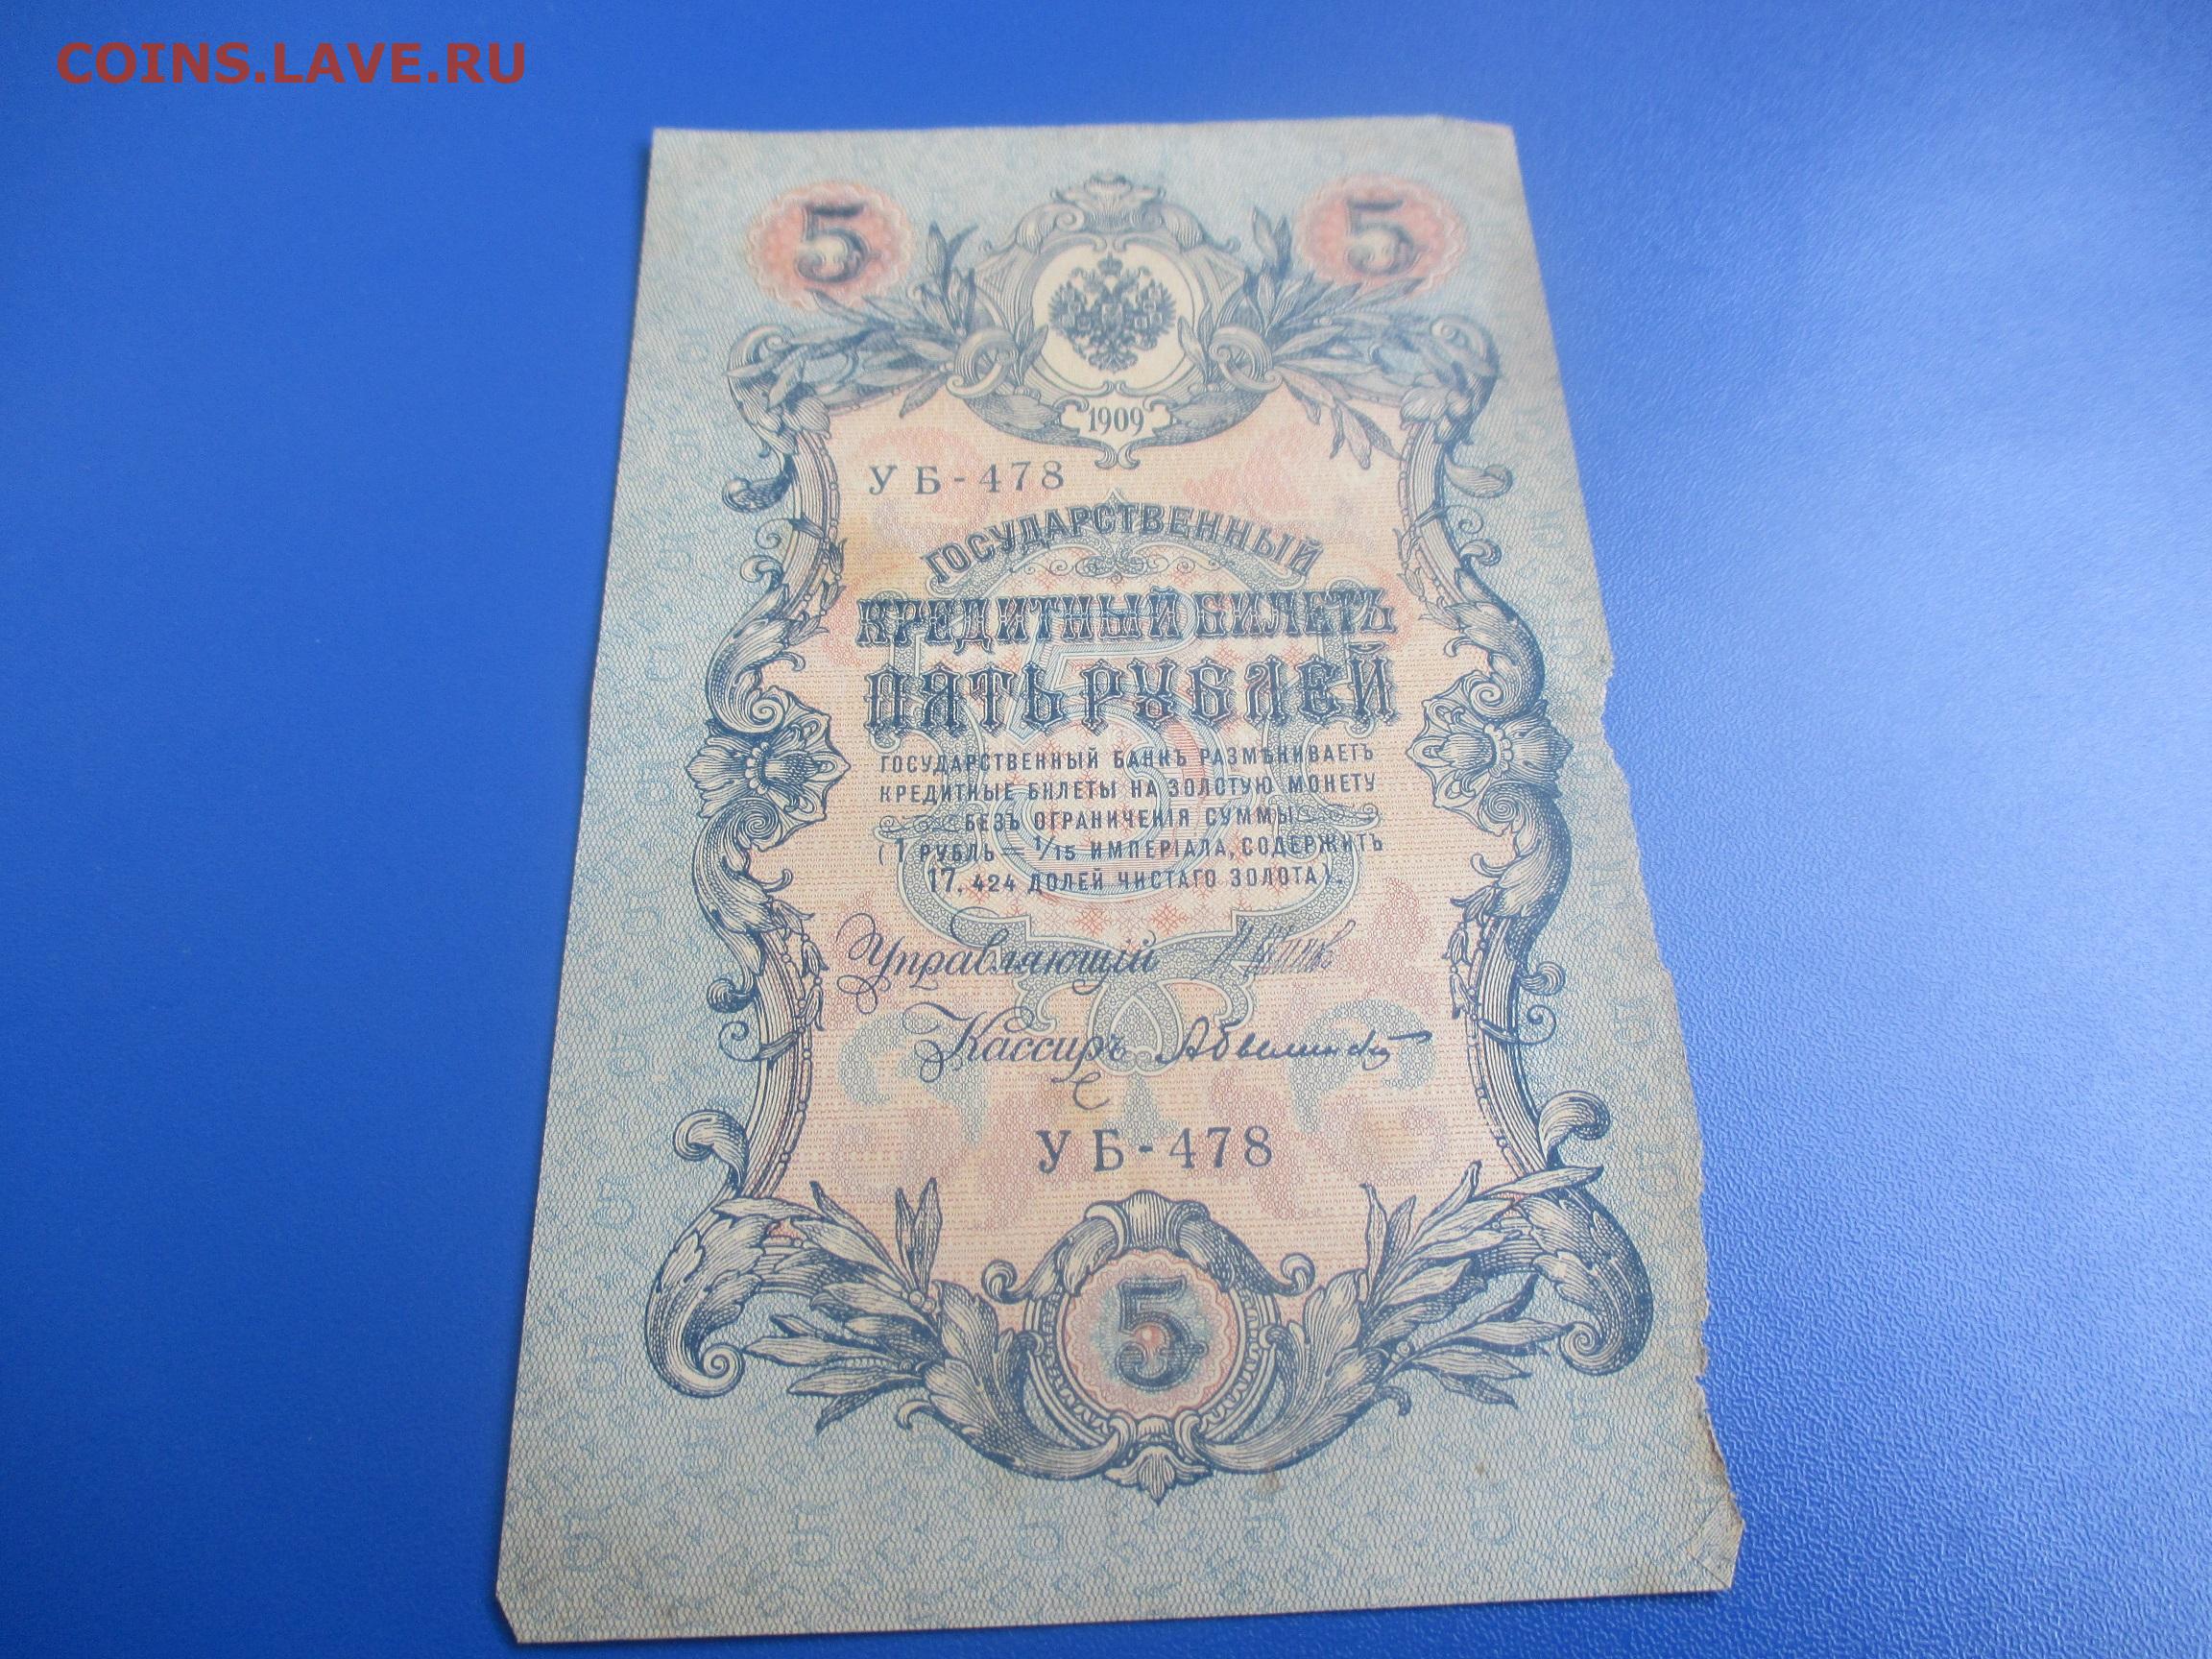 COINS.LAVE.RU
5 5
1909
УБ-478
ГОСУДАРСТВЕННЫЙ
КРЕДИТНЫЙ БИЛЕТЪ
ПЯТЬ РУБЛЕЙ
ГОСУДАРСТВЕННЫЙ БАНКЪ РАЗМѢНИВАЕТЪ
КРЕДИТНЫЕ БИЛЕТЫ НА ЗОЛОТУЮ МОНЕТУ
БЕЗЪ ОГРАНИЧЕНІЯ СУММЫ
(1 РУБЛЬ = 1/15 ИМПЕРІАЛА, СОДЕРЖИТЪ
17,424 ДОЛЕЙ ЧИСТАГО ЗОЛОТА).
Управляющій
Кассиръ
УБ-478
5